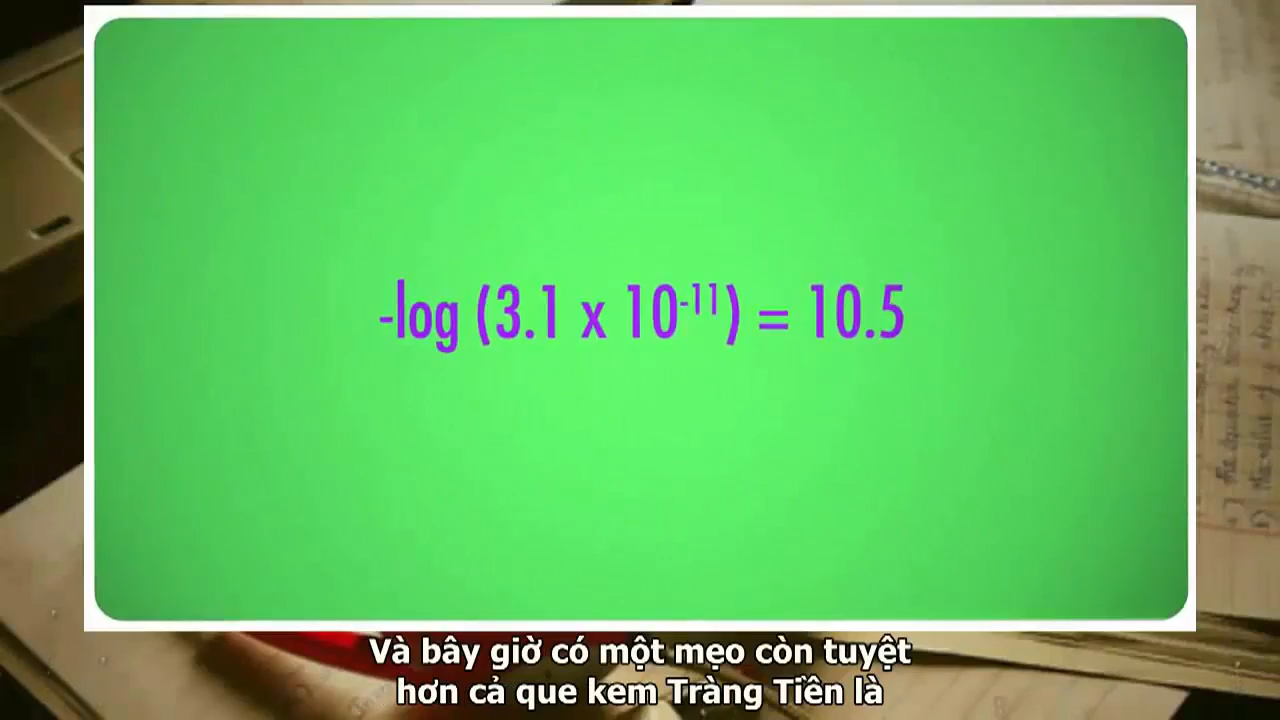 -log (3.1 x 10⁻¹¹) = 10.5
Và bây giờ có một mẹo còn tuyệt
hơn cả que kem Tràng Tiền là